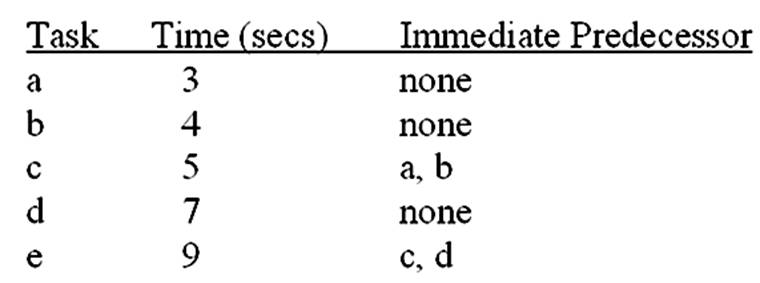 Task Time (secs) Immediate Predecessor
a 3 none
b 4 none
c 5 a, b
d 7 none
e 9 c, d